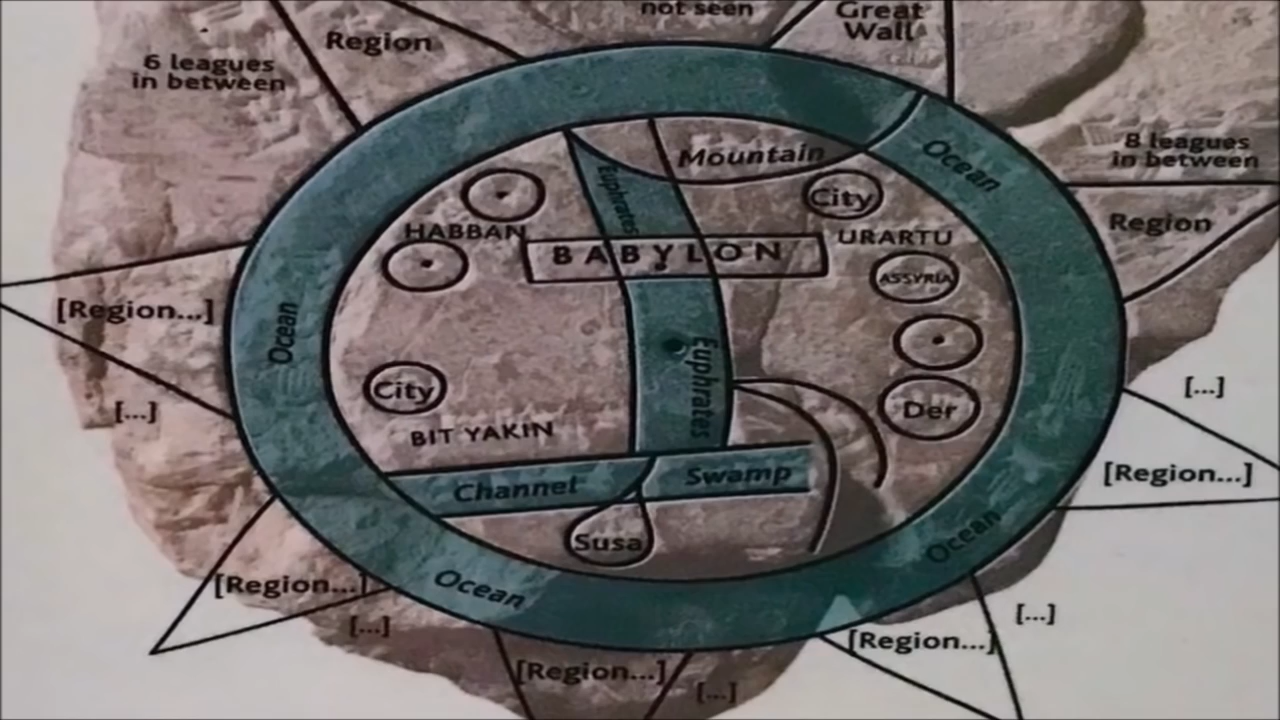 not seen
Great
Wall
Region
6 leagues
in between
8 leagues
in between
Ocean
Mountain
Euphrates
City
HABBAN
BABYLON
URARTU
ASSYRIA
Region
[Region...]
Ocean
Euphrates
City
[...]
[...]
Der
BIT YAKIN
[Region...]
Channel
Swamp
Susa
Ocean
[Region...]
Ocean
[...]
[...]
[Region...]
[Region...]
[...]